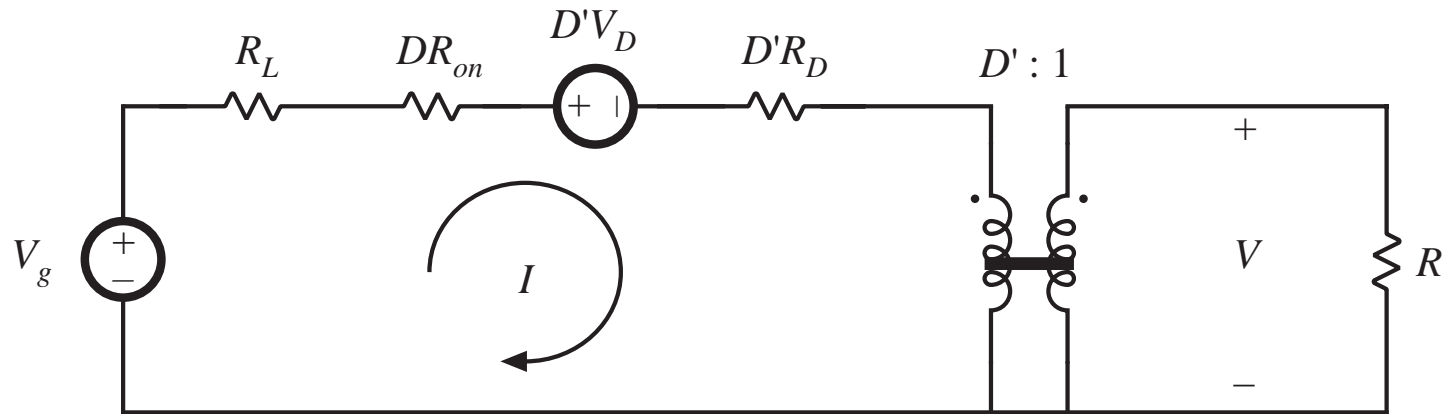 R_L
DR_on
D'V_D
D'R_D
D' : 1
+ −
V_g
+
−
I
+
V
−
R